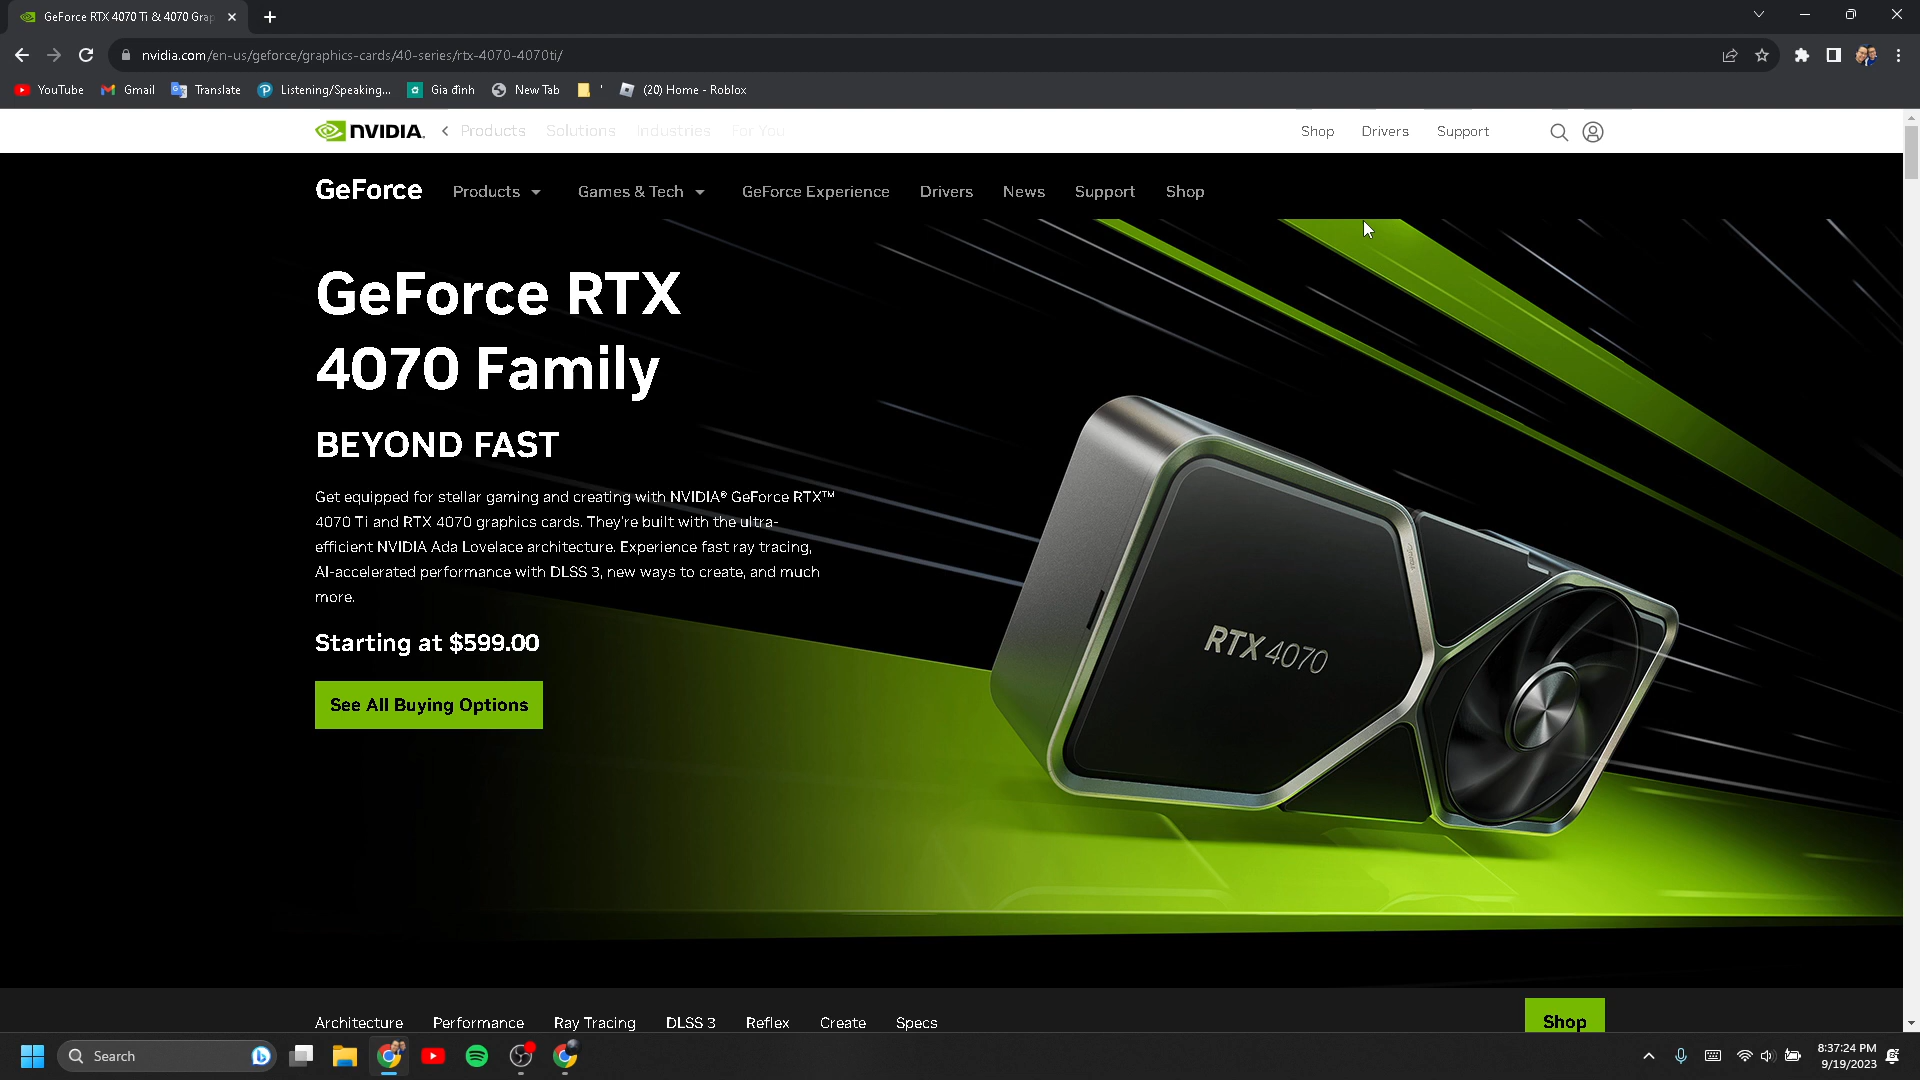 GeForce RTX 4070 Ti & 4070 Grap
nvidia.com/en-us/geforce/graphics-cards/40-series/rtx-4070-4070ti/
YouTube Gmail Translate Listening/Speaking... Gia đình New Tab ' (20) Home - Roblox
NVIDIA. Products Solutions Industries For You Shop Drivers Support
GeForce Products Games & Tech GeForce Experience Drivers News Support Shop
GeForce RTX
4070 Family
BEYOND FAST
Get equipped for stellar gaming and creating with NVIDIA® GeForce RTX™
4070 Ti and RTX 4070 graphics cards. They're built with the ultra-
efficient NVIDIA Ada Lovelace architecture. Experience fast ray tracing,
AI-accelerated performance with DLSS 3, new ways to create, and much
more.
Starting at $599.00
See All Buying Options
RTX 4070
Architecture Performance Ray Tracing DLSS 3 Reflex Create Specs Shop
Search
8:37:24 PM
9/19/2023